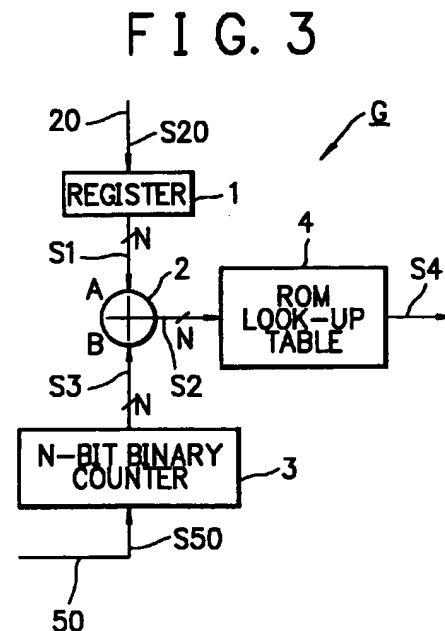 FIG. 3
20
S20
G
REGISTER
1
S1
N
4
A
2
S4
ROM
LOOK-UP
TABLE
B
N
S3
S2
N
N-BIT BINARY
COUNTER
3
S50
50